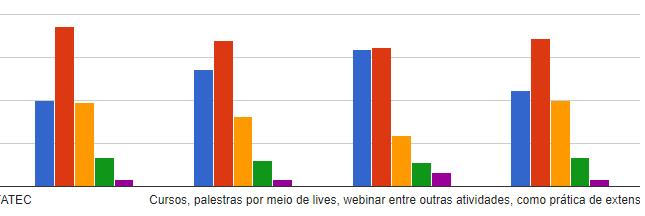 ATEC
Cursos, palestras por meio de lives, webinar entre outras atividades, como prática de extens